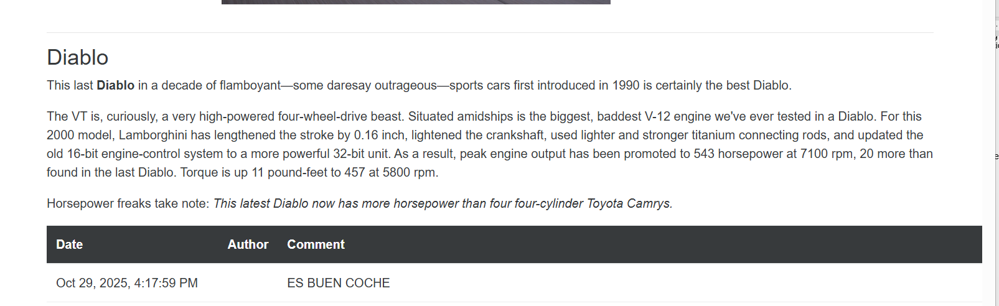 Diablo
This last Diablo in a decade of flamboyant—some daresay outrageous—sports cars first introduced in 1990 is certainly the best Diablo.
The VT is, curiously, a very high-powered four-wheel-drive beast. Situated amidships is the biggest, baddest V-12 engine we've ever tested in a Diablo. For this
2000 model, Lamborghini has lengthened the stroke by 0.16 inch, lightened the crankshaft, used lighter and stronger titanium connecting rods, and updated the
old 16-bit engine-control system to a more powerful 32-bit unit. As a result, peak engine output has been promoted to 543 horsepower at 7100 rpm, 20 more than
found in the last Diablo. Torque is up 11 pound-feet to 457 at 5800 rpm.
Horsepower freaks take note: This latest Diablo now has more horsepower than four four-cylinder Toyota Camrys.
Date Author Comment
Oct 29, 2025, 4:17:59 PM ES BUEN COCHE